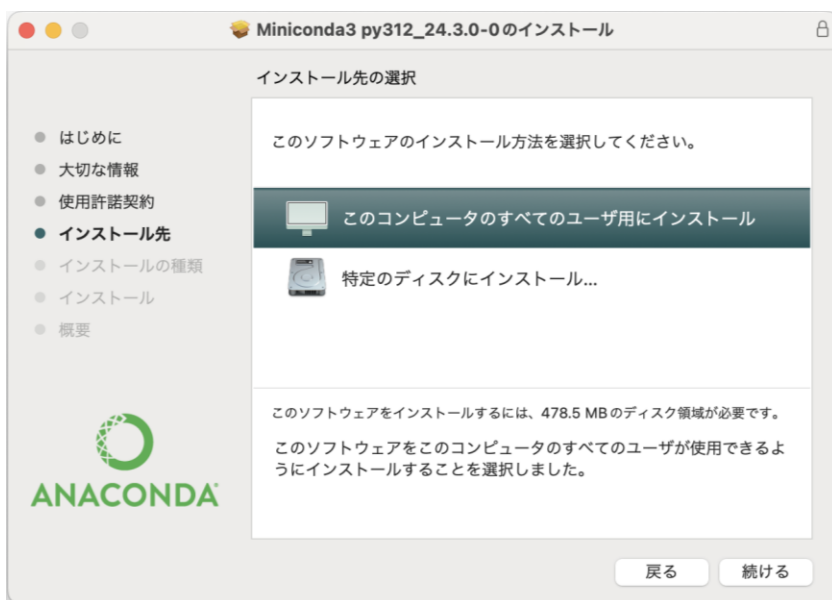 Miniconda3 py312_24.3.0-0のインストール
インストール先の選択
はじめに
大切な情報
使用許諾契約
インストール先
インストールの種類
インストール
概要
このソフトウェアのインストール方法を選択してください。
このコンピュータのすべてのユーザ用にインストール
特定のディスクにインストール...
このソフトウェアをインストールするには、478.5 MBのディスク領域が必要です。
このソフトウェアをこのコンピュータのすべてのユーザが使用できるよ
うにインストールすることを選択しました。
ANACONDA
戻る
続ける